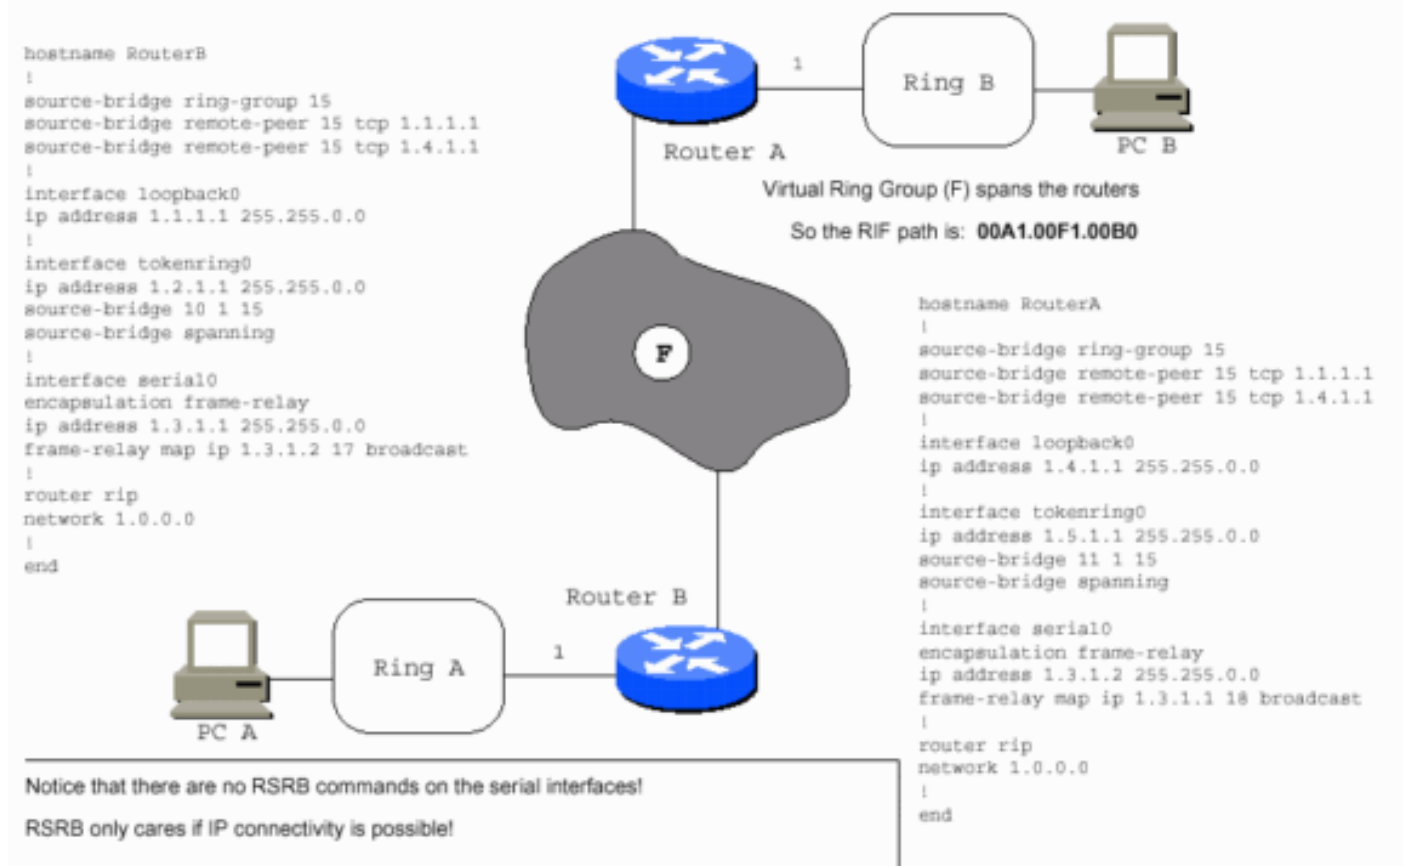 hostname RouterB
!
source-bridge ring-group 15
source-bridge remote-peer 15 tcp 1.1.1.1
source-bridge remote-peer 15 tcp 1.4.1.1
!
interface loopback0
ip address 1.1.1.1 255.255.0.0
!
interface tokenring0
ip address 1.2.1.1 255.255.0.0
source-bridge 10 1 15
source-bridge spanning
!
interface serial0
encapsulation frame-relay
ip address 1.3.1.1 255.255.0.0
frame-relay map ip 1.3.1.2 17 broadcast
!
router rip
network 1.0.0.0
!
end
1
Ring B
Router A
PC B
Virtual Ring Group (F) spans the routers
So the RIF path is: 00A1.00F1.00B0
F
hostname RouterA
!
source-bridge ring-group 15
source-bridge remote-peer 15 tcp 1.1.1.1
source-bridge remote-peer 15 tcp 1.4.1.1
!
interface loopback0
ip address 1.4.1.1 255.255.0.0
!
interface tokenring0
ip address 1.5.1.1 255.255.0.0
source-bridge 11 1 15
source-bridge spanning
!
interface serial0
encapsulation frame-relay
ip address 1.3.1.2 255.255.0.0
frame-relay map ip 1.3.1.1 18 broadcast
!
router rip
network 1.0.0.0
!
end
Router B
Ring A
1
PC A
Notice that there are no RSRB commands on the serial interfaces!
RSRB only cares if IP connectivity is possible!